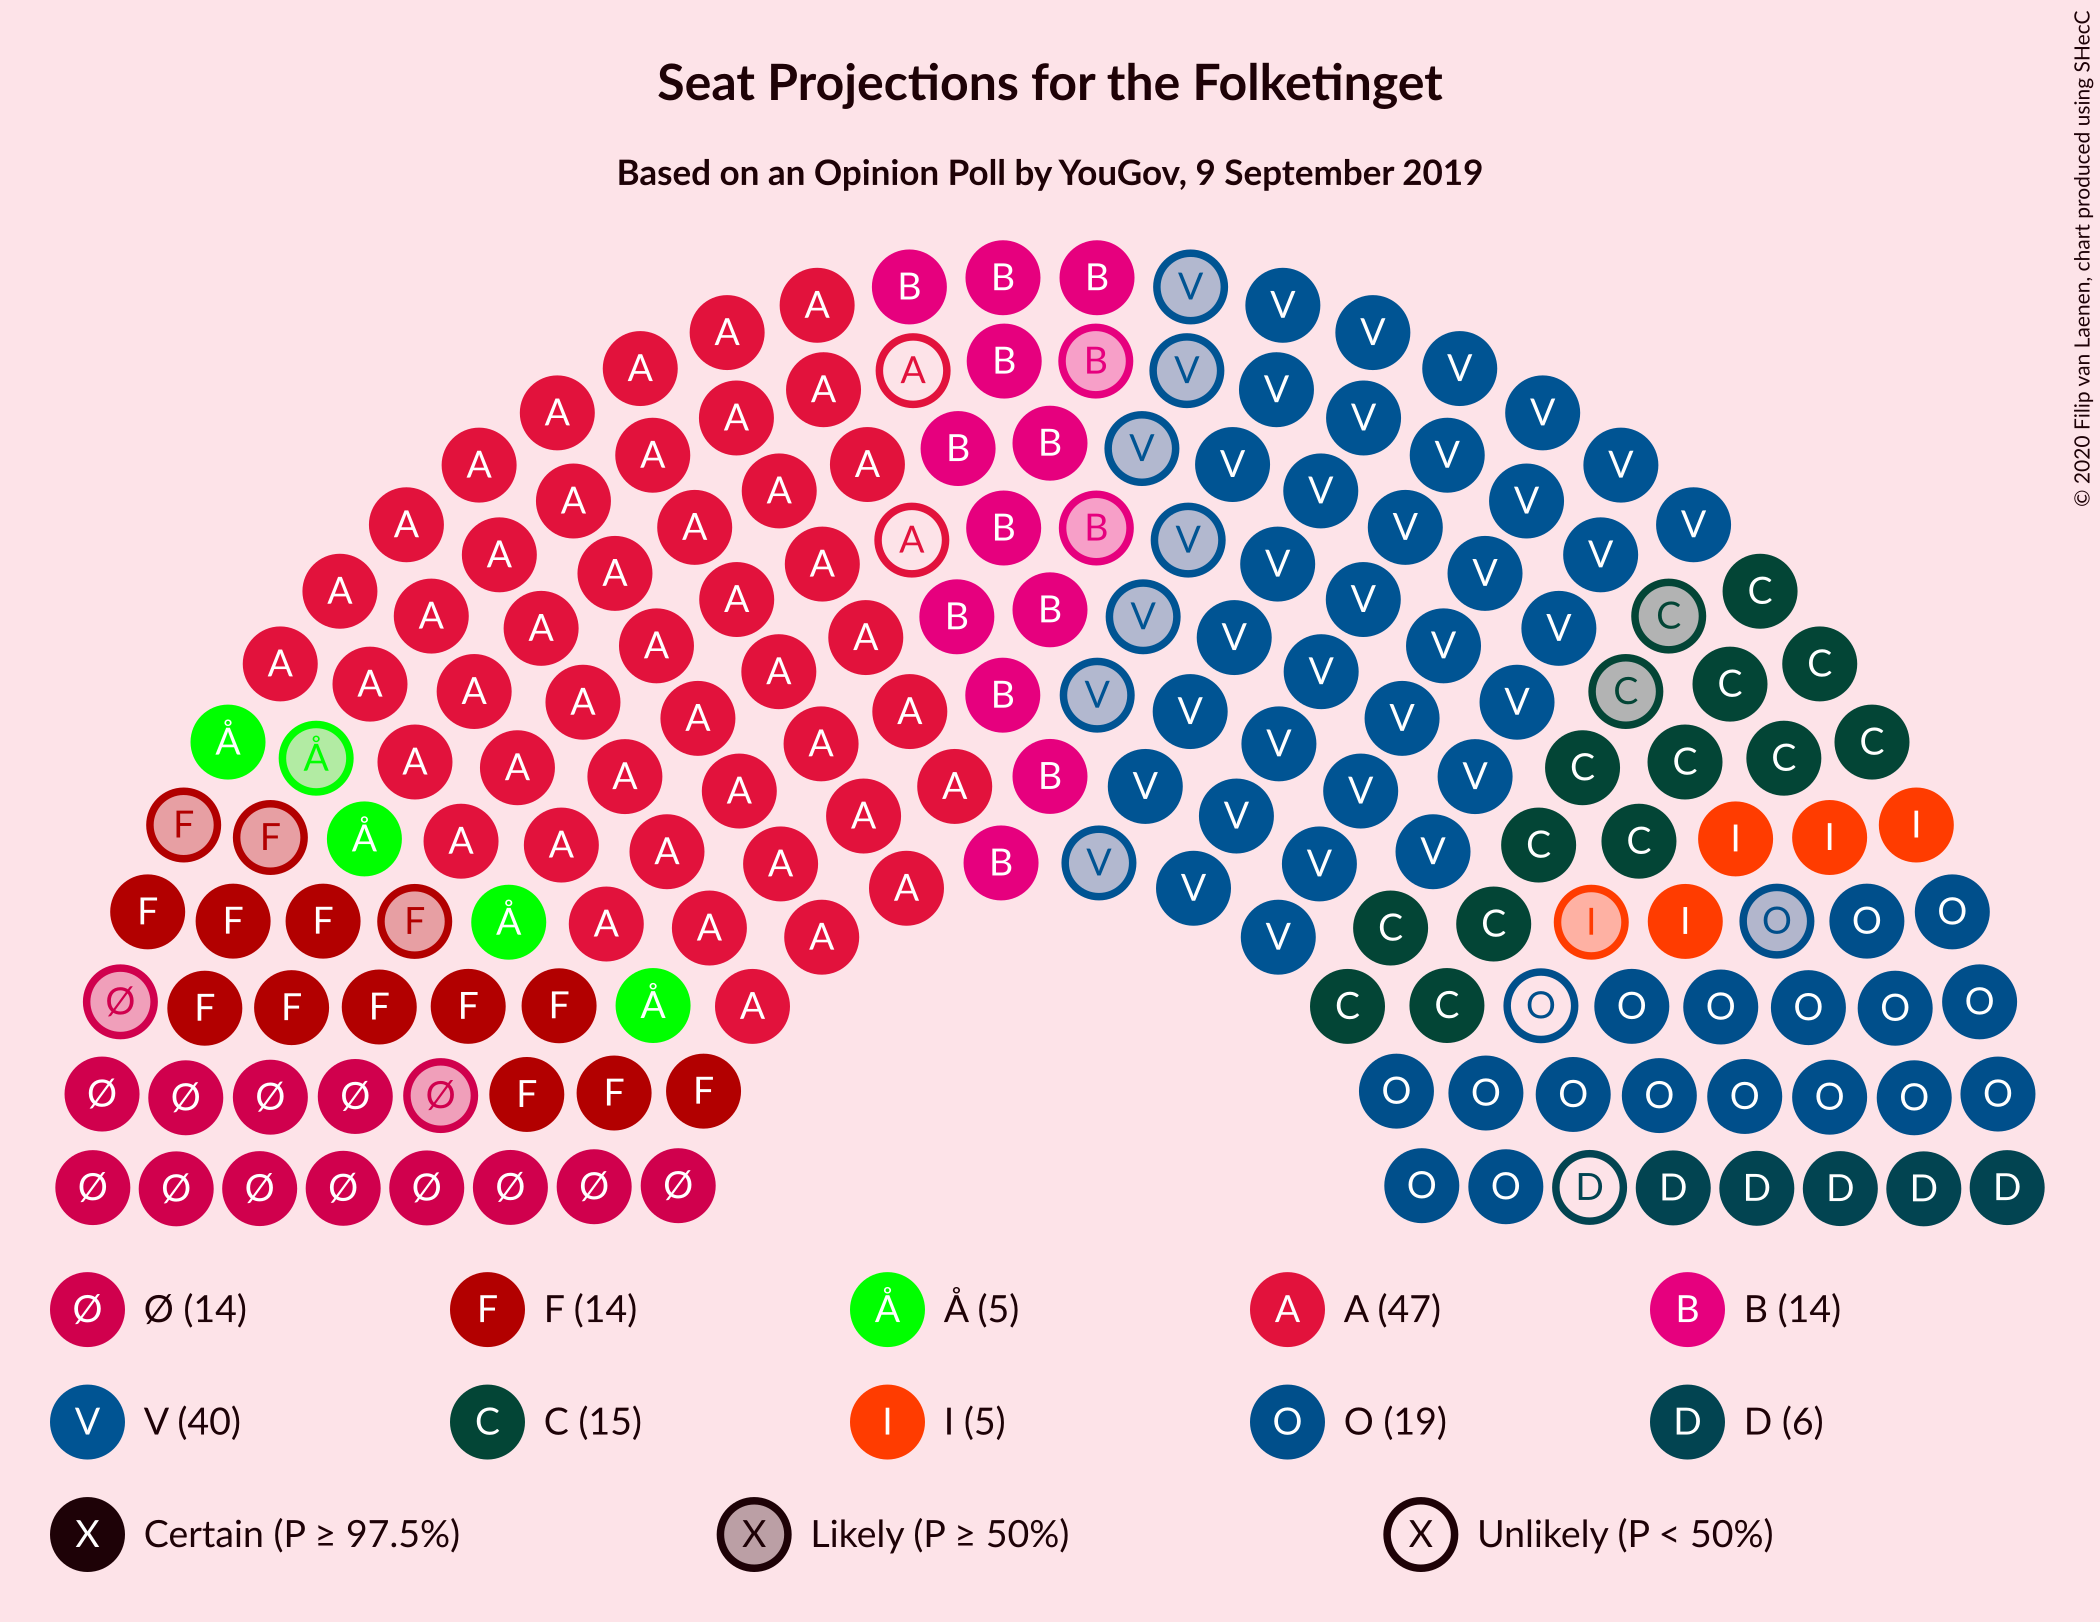 Seat Projections for the Folketinget
Based on an Opinion Poll by YouGov, 9 September 2019
© 2020 Filip van Laenen, chart produced using SHecC
B B B V
A V
A V
A A B B V V
A V
A A V V
A A A B B V V V V
A A V V
A A A B B V V V
A A A V V V
A A V C
A A B B V V C
A A V V
A A V C
A A A A A B V V V V C C
Å Å A A A A B V V C C C C
A A A V V V
F F Å A A A A B V V V C C I I I
A V
F F F F Å A A A V C C I I O O O
Ø F F F F F Å A C C O O O O O O
Ø Ø Ø Ø Ø F F F O O O O O O O O
Ø Ø Ø Ø Ø Ø Ø Ø O O D D D D D D
Ø Ø (14) F F (14) Å Å (5) A A (47) B B (14)
V V (40) C C (15) I I (5) O O (19) D D (6)
X Certain (P ≥ 97.5%) X Likely (P ≥ 50%) X Unlikely (P < 50%)